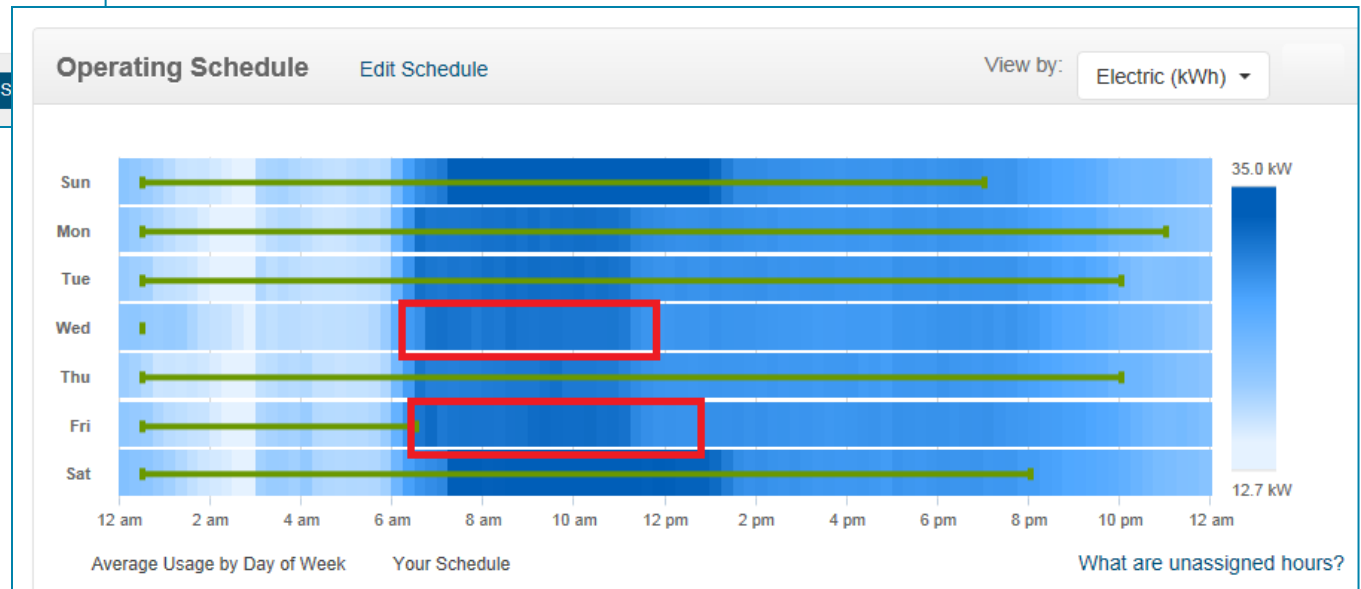 Operating Schedule Edit Schedule View by: Electric (kWh)
S
Sun
35.0 kW
Mon
Tue
Wed
Thu
Fri
Sat
12.7 kW
12 am 2 am 4 am 6 am 8 am 10 am 12 pm 2 pm 4 pm 6 pm 8 pm 10 pm 12 am
Average Usage by Day of Week Your Schedule What are unassigned hours?